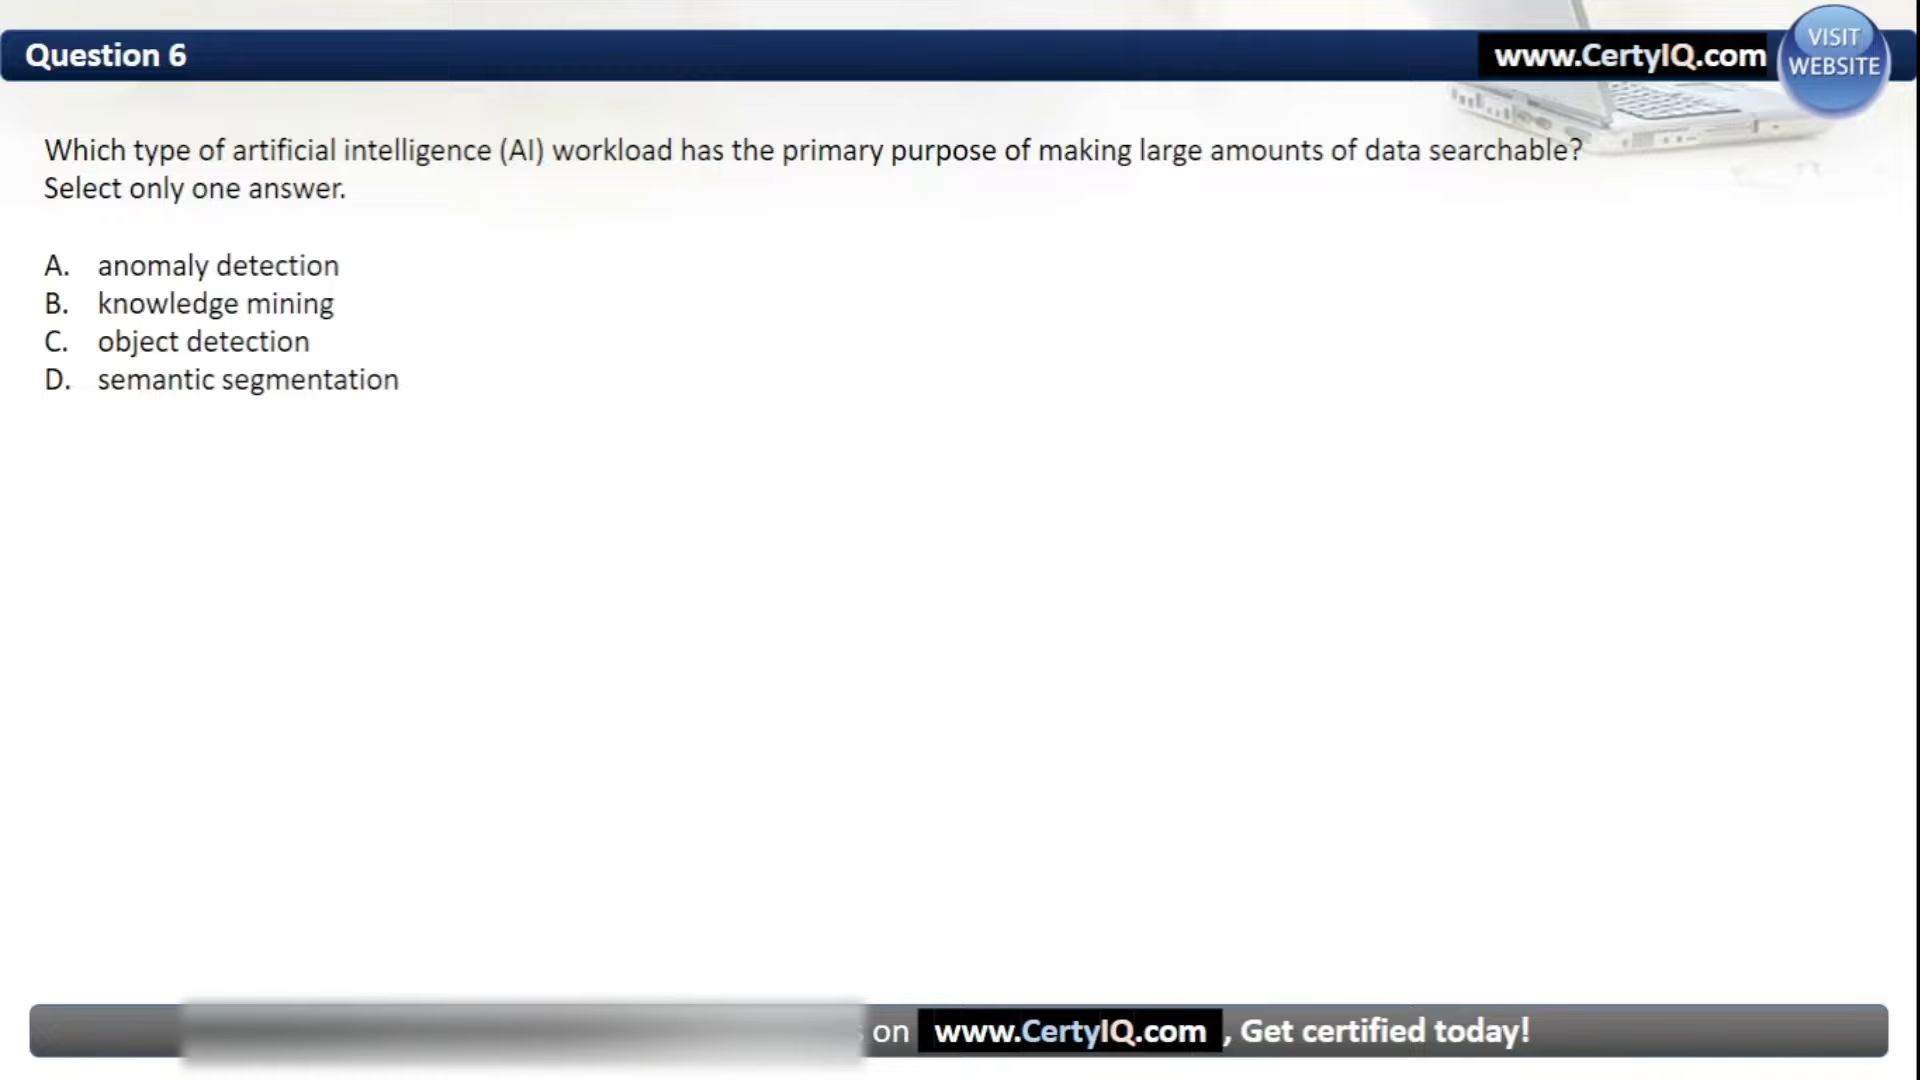 Question 6
www.CertyIQ.com
VISIT
WEBSITE
Which type of artificial intelligence (AI) workload has the primary purpose of making large amounts of data searchable?
Select only one answer.
A. anomaly detection
B. knowledge mining
C. object detection
D. semantic segmentation
on www.CertyIQ.com , Get certified today!